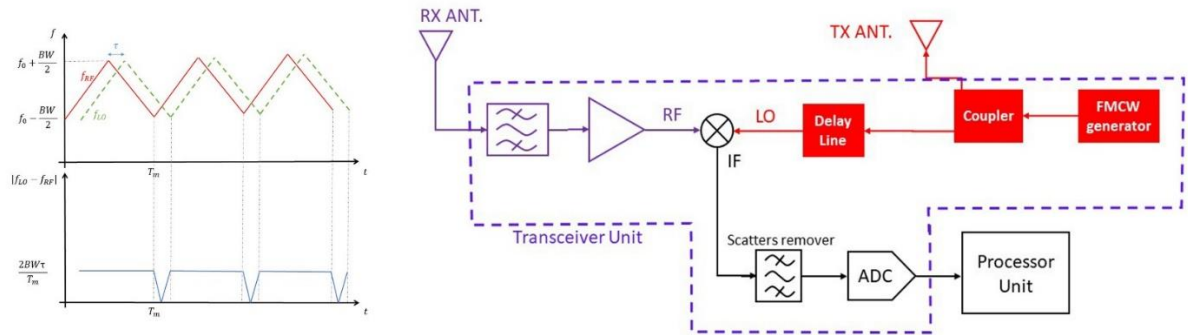 f
τ
f₀ + BW/2
f_RF
f_LO
f₀ − BW/2
T_m
t
|f_LO − f_RF|
2BWτ/T_m
T_m
t
RX ANT.
TX ANT.
RF
LO
Delay
Line
Coupler
FMCW
generator
IF
Transceiver Unit
Scatters remover
ADC
Processor
Unit